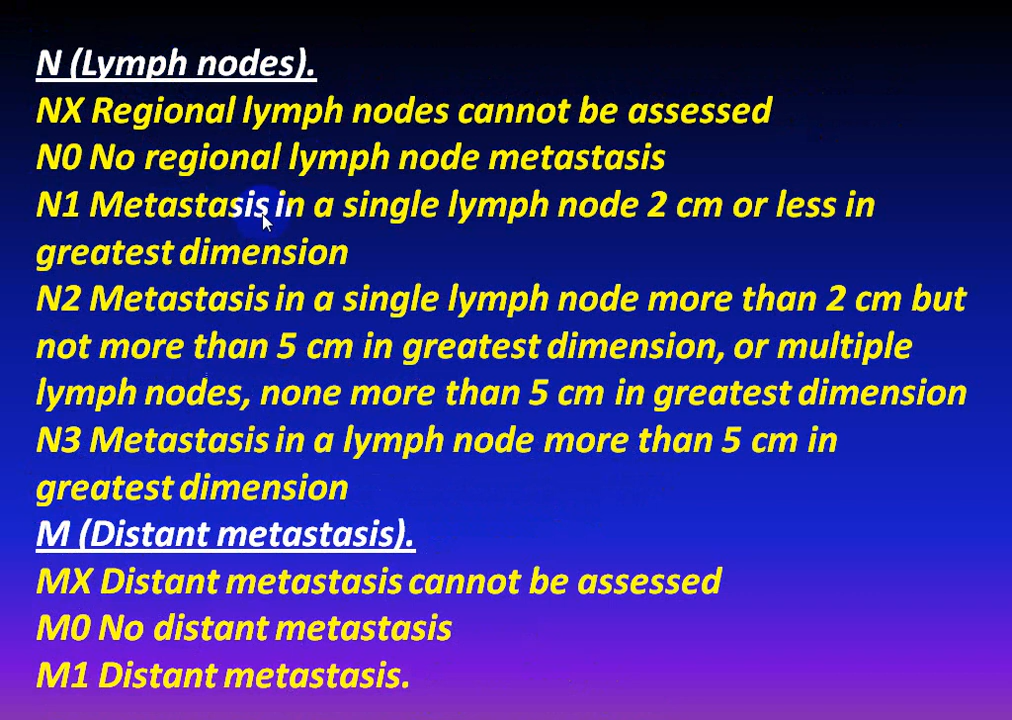 N (Lymph nodes).
NX Regional lymph nodes cannot be assessed
N0 No regional lymph node metastasis
N1 Metastasis in a single lymph node 2 cm or less in
greatest dimension
N2 Metastasis in a single lymph node more than 2 cm but
not more than 5 cm in greatest dimension, or multiple
lymph nodes, none more than 5 cm in greatest dimension
N3 Metastasis in a lymph node more than 5 cm in
greatest dimension
M (Distant metastasis).
MX Distant metastasis cannot be assessed
M0 No distant metastasis
M1 Distant metastasis.